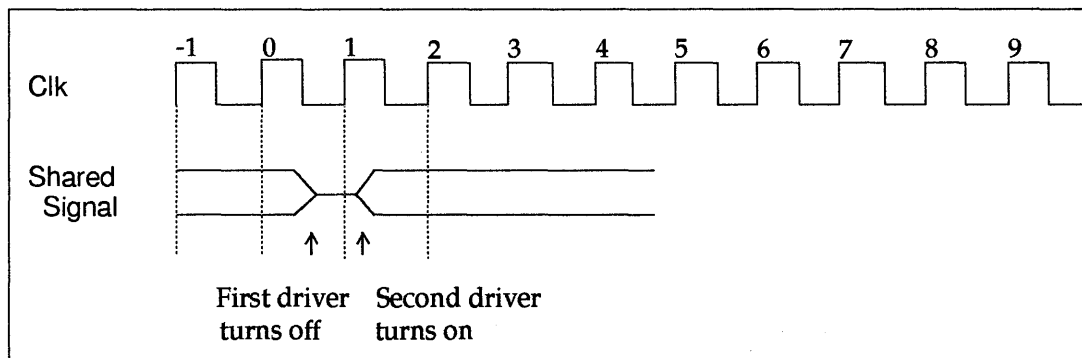 -1 0 1 2 3 4 5 6 7 8 9
Clk
Shared
Signal
First driver
turns off
Second driver
turns on